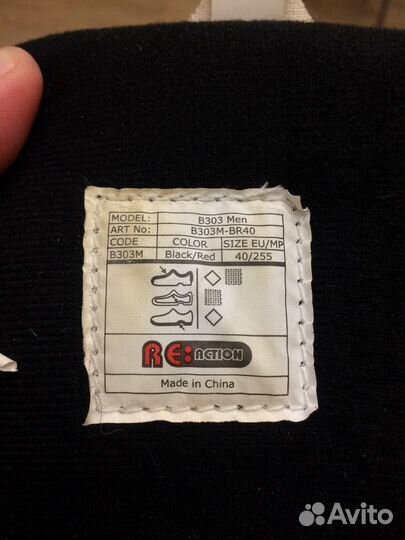 MODEL: B303 Men
ART No: B303M-BR40
CODE COLOR SIZE EU/MP
B303M Black/Red 40/255
RE:ACTION
Made in China
Avito